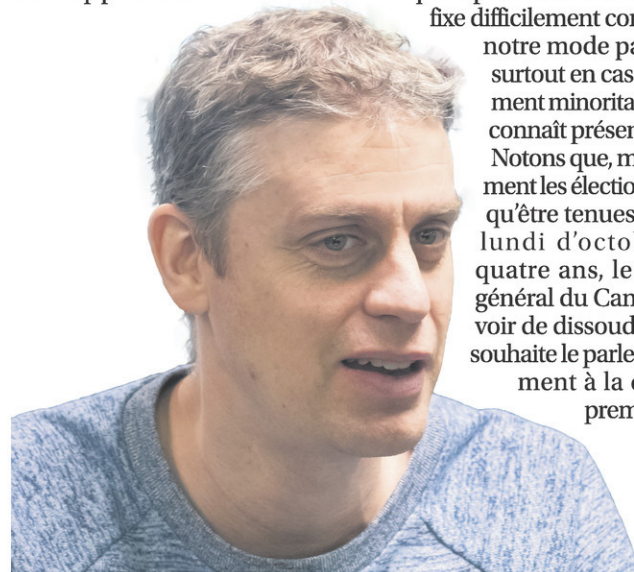 fixe difficilement con
notre mode pa
surtout en cas
ment minorita
connaît présen
Notons que, m
ment les électio
qu'être tenues
lundi d'octo
quatre ans, le
général du Can
voir de dissoud
souhaite le parle
ment à la
prem